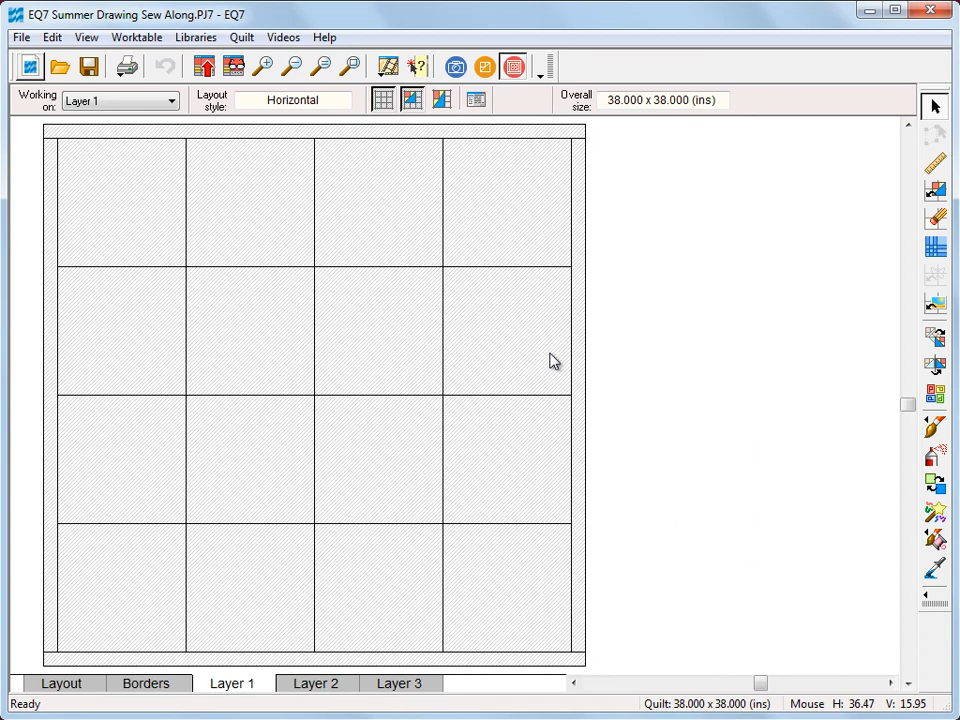 EQ7 Summer Drawing Sew Along.PJ7 - EQ7
File Edit View Worktable Libraries Quilt Videos Help
Working on: Layer 1
Layout style: Horizontal
Overall size: 38.000 x 38.000 (ins)
Layout Borders Layer 1 Layer 2 Layer 3
Ready Quilt: 38.000 x 38.000 (ins) Mouse H: 36.47 V: 15.95